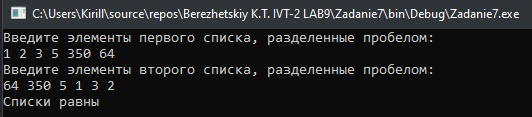 C:\Users\Kirill\source\repos\Berezhetskiy K.T. IVT-2 LAB9\Zadanie7\bin\Debug\Zadanie7.exe
Введите элементы первого списка, разделенные пробелом:
1 2 3 5 350 64
Введите элементы второго списка, разделенные пробелом:
64 350 5 1 3 2
Списки равны